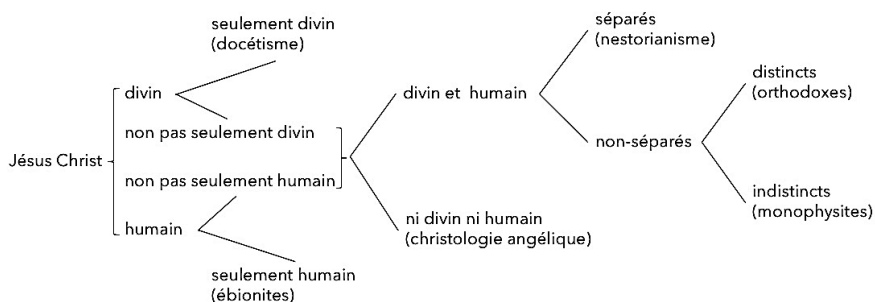 seulement divin
(docétisme)
séparés
(nestorianisme)
divin
divin et humain
distincts
(orthodoxes)
non pas seulement divin
non-séparés
Jésus Christ
non pas seulement humain
indistincts
(monophysites)
humain
ni divin ni humain
(christologie angélique)
seulement humain
(ébionites)